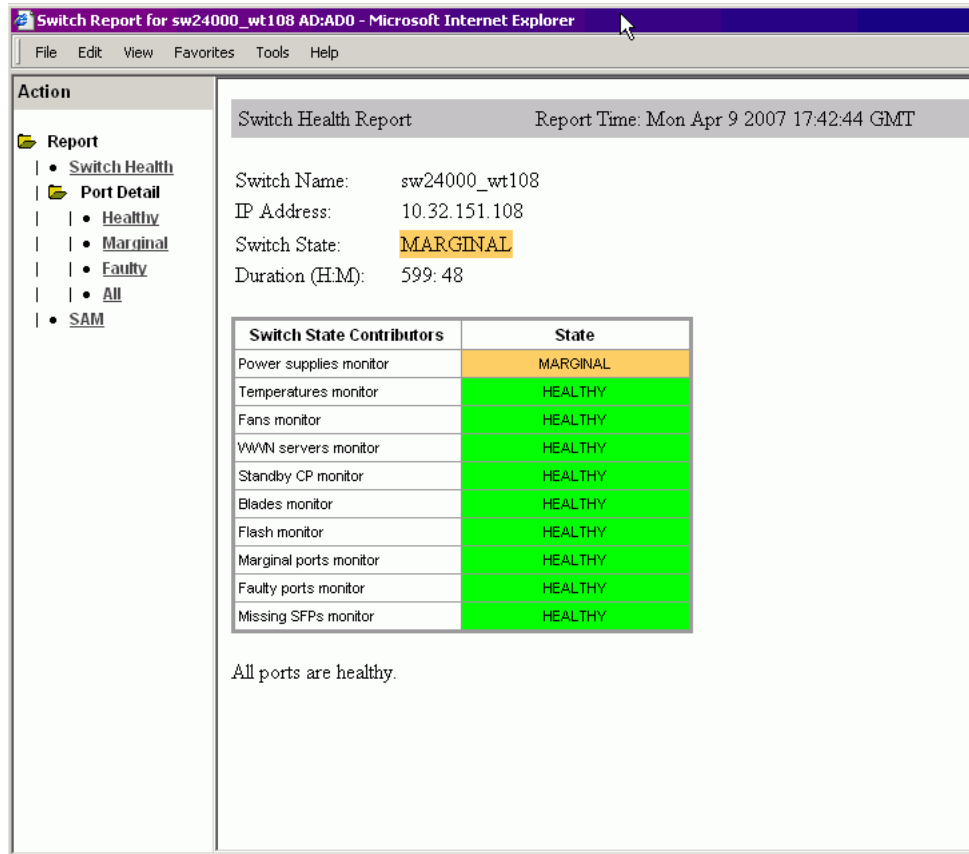 Switch Report for sw24000_wt108 AD:AD0 - Microsoft Internet Explorer
File Edit View Favorites Tools Help
Action
Report
Switch Health
Port Detail
Healthy
Marginal
Faulty
All
SAM
Switch Health Report Report Time: Mon Apr 9 2007 17:42:44 GMT
Switch Name: sw24000_wt108
IP Address: 10.32.151.108
Switch State: MARGINAL
Duration (H:M): 599: 48
Switch State Contributors State
Power supplies monitor MARGINAL
Temperatures monitor HEALTHY
Fans monitor HEALTHY
WWN servers monitor HEALTHY
Standby CP monitor HEALTHY
Blades monitor HEALTHY
Flash monitor HEALTHY
Marginal ports monitor HEALTHY
Faulty ports monitor HEALTHY
Missing SFPs monitor HEALTHY
All ports are healthy.